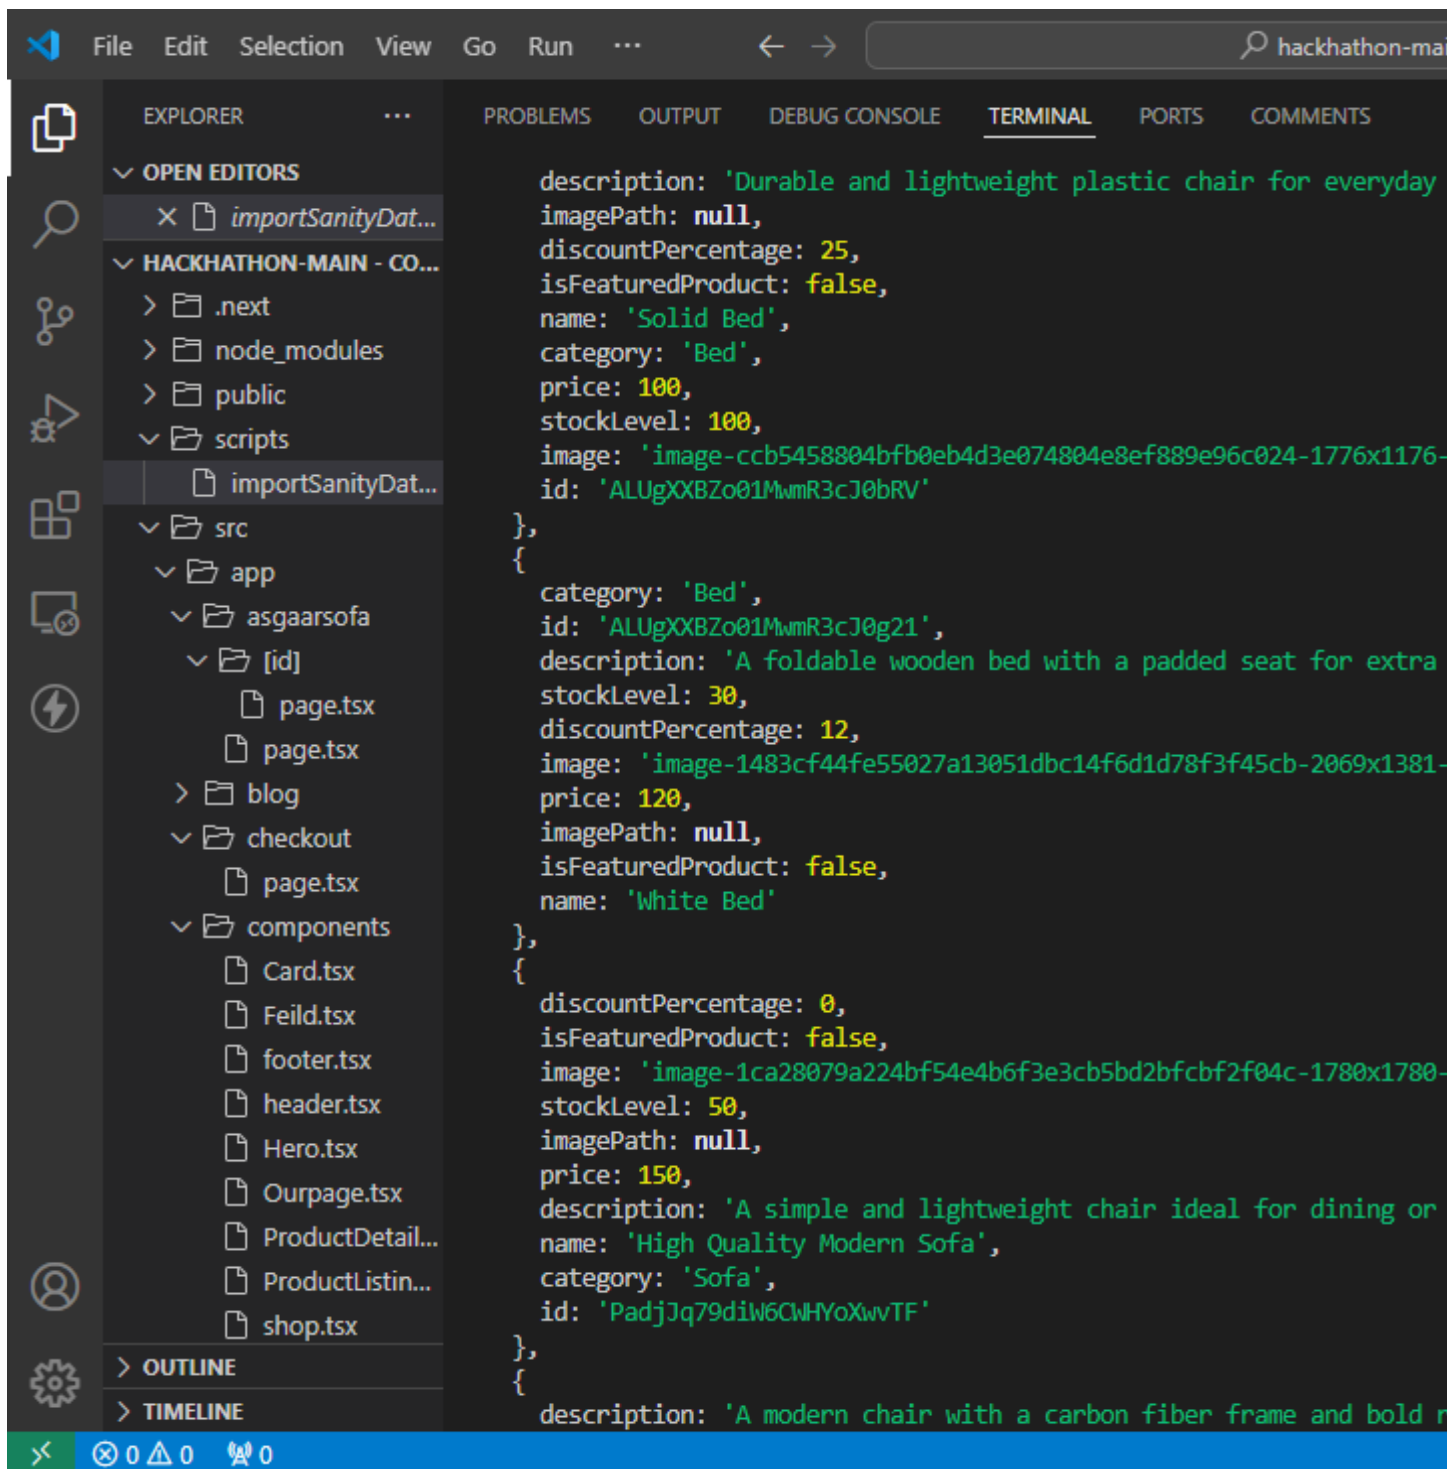 File Edit Selection View Go Run ··· hackhathon-mai
EXPLORER ···
OPEN EDITORS
importSanityDat...
HACKHATHON-MAIN - CO...
.next
node_modules
public
scripts
importSanityDat...
src
app
asgaarsofa
[id]
page.tsx
page.tsx
blog
checkout
page.tsx
components
Card.tsx
Feild.tsx
footer.tsx
header.tsx
Hero.tsx
Ourpage.tsx
ProductDetail...
ProductListin...
shop.tsx
OUTLINE
TIMELINE
PROBLEMS OUTPUT DEBUG CONSOLE TERMINAL PORTS COMMENTS
description: 'Durable and lightweight plastic chair for everyday
imagePath: null,
discountPercentage: 25,
isFeaturedProduct: false,
name: 'Solid Bed',
category: 'Bed',
price: 100,
stockLevel: 100,
image: 'image-ccb5458804bfb0eb4d3e074804e8ef889e96c024-1776x1176-
id: 'ALUgXXBZo01MwmR3cJ0bRV'
},
{
category: 'Bed',
id: 'ALUgXXBZo01MwmR3cJ0g21',
description: 'A foldable wooden bed with a padded seat for extra
stockLevel: 30,
discountPercentage: 12,
image: 'image-1483cf44fe55027a13051dbc14f6d1d78f3f45cb-2069x1381-
price: 120,
imagePath: null,
isFeaturedProduct: false,
name: 'White Bed'
},
{
discountPercentage: 0,
isFeaturedProduct: false,
image: 'image-1ca28079a224bf54e4b6f3e3cb5bd2bfcbf2f04c-1780x1780-
stockLevel: 50,
imagePath: null,
price: 150,
description: 'A simple and lightweight chair ideal for dining or
name: 'High Quality Modern Sofa',
category: 'Sofa',
id: 'PadjJq79diW6CWHYoXwvTF'
},
{
description: 'A modern chair with a carbon fiber frame and bold r
0 0 0